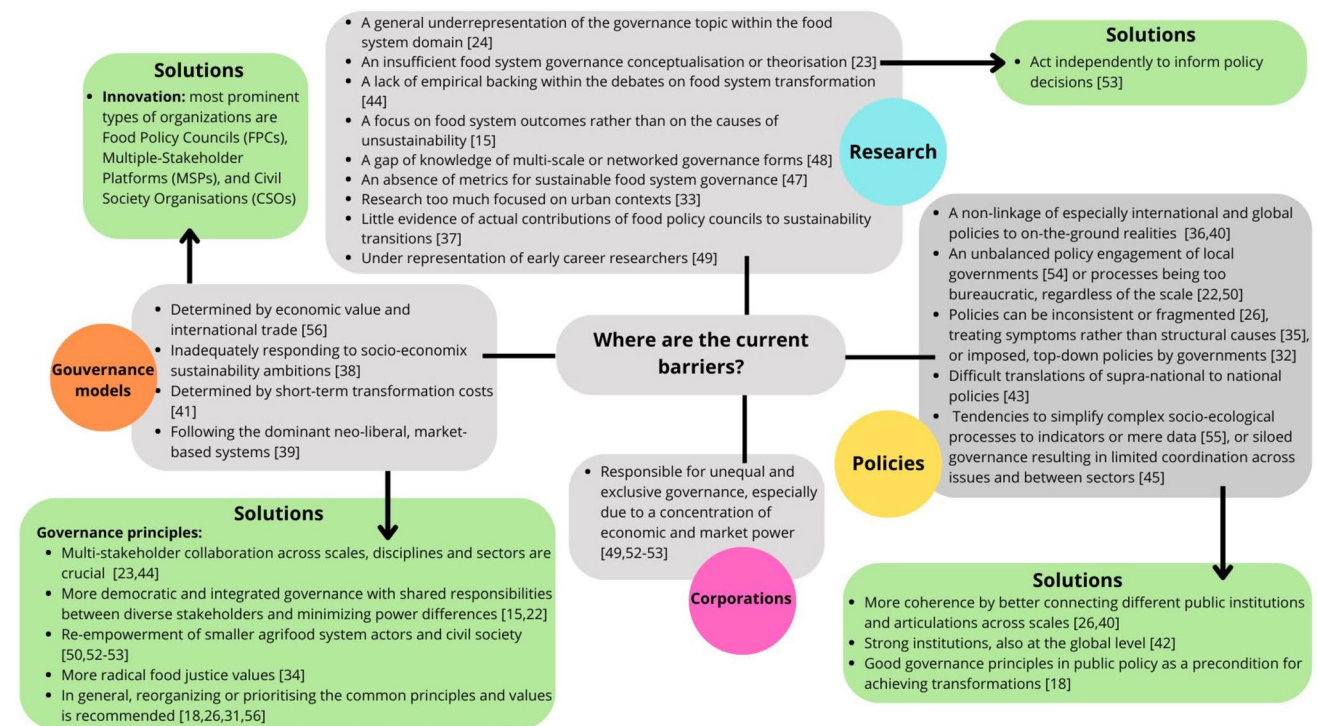 • A general underrepresentation of the governance topic within the food
system domain [24]
• An insufficient food system governance conceptualisation or theorisation [23]
• A lack of empirical backing within the debates on food system transformation
[44]
• A focus on food system outcomes rather than on the causes of
unsustainability [15]
• A gap of knowledge of multi-scale or networked governance forms [48]
• An absence of metrics for sustainable food system governance [47]
• Research too much focused on urban contexts [33]
• Little evidence of actual contributions of food policy councils to sustainability
transitions [37]
• Under representation of early career researchers [49]
Research
Solutions
• Act independently to inform policy
decisions [53]
Solutions
• Innovation: most prominent
types of organizations are
Food Policy Councils (FPCs),
Multiple-Stakeholder
Platforms (MSPs), and Civil
Society Organisations (CSOs)
• Determined by economic value and
international trade [56]
• Inadequately responding to socio-economix
sustainability ambitions [38]
• Determined by short-term transformation costs
[41]
• Following the dominant neo-liberal, market-
based systems [39]
Gouvernance
models
Where are the current
barriers?
• A non-linkage of especially international and global
policies to on-the-ground realities [36,40]
• An unbalanced policy engagement of local
governments [54] or processes being too
bureaucratic, regardless of the scale [22,50]
• Policies can be inconsistent or fragmented [26],
treating symptoms rather than structural causes [35],
or imposed, top-down policies by governments [32]
• Difficult translations of supra-national to national
policies [43]
• Tendencies to simplify complex socio-ecological
processes to indicators or mere data [55], or siloed
governance resulting in limited coordination across
issues and between sectors [45]
Policies
• Responsible for unequal and
exclusive governance, especially
due to a concentration of
economic and market power
[49,52-53]
Corporations
Solutions
Governance principles:
• Multi-stakeholder collaboration across scales, disciplines and sectors are
crucial [23,44]
• More democratic and integrated governance with shared responsibilities
between diverse stakeholders and minimizing power differences [15,22]
• Re-empowerment of smaller agrifood system actors and civil society
[50,52-53]
• More radical food justice values [34]
• In general, reorganizing or prioritising the common principles and values
is recommended [18,26,31,56]
Solutions
• More coherence by better connecting different public institutions
and articulations across scales [26,40]
• Strong institutions, also at the global level [42]
• Good governance principles in public policy as a precondition for
achieving transformations [18]